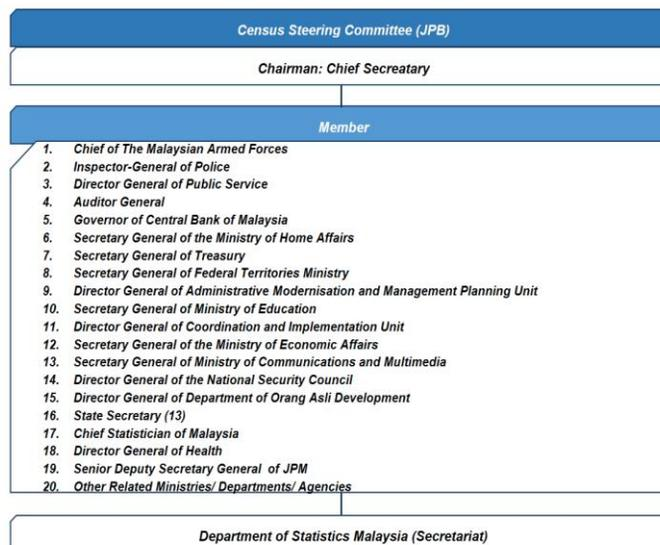 Census Steering Committee (JPB)
Chairman: Chief Secreatary
Member
1. Chief of The Malaysian Armed Forces
2. Inspector-General of Police
3. Director General of Public Service
4. Auditor General
5. Governor of Central Bank of Malaysia
6. Secretary General of the Ministry of Home Affairs
7. Secretary General of Treasury
8. Secretary General of Federal Territories Ministry
9. Director General of Administrative Modernisation and Management Planning Unit
10. Secretary General of Ministry of Education
11. Director General of Coordination and Implementation Unit
12. Secretary General of the Ministry of Economic Affairs
13. Secretary General of Ministry of Communications and Multimedia
14. Director General of the National Security Council
15. Director General of Department of Orang Asli Development
16. State Secretary (13)
17. Chief Statistician of Malaysia
18. Director General of Health
19. Senior Deputy Secretary General of JPM
20. Other Related Ministries/ Departments/ Agencies
Department of Statistics Malaysia (Secretariat)